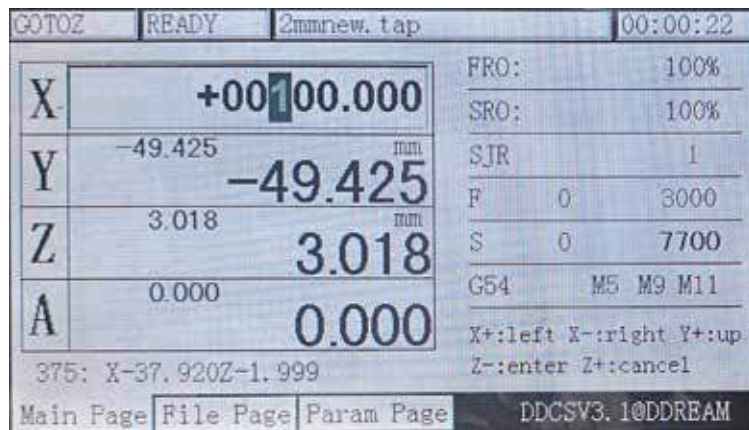 GOTOZ READY 2mmnew.tap 00:00:22
X +00100.000
Y -49.425 mm -49.425
Z 3.018 mm 3.018
A 0.000 0.000
375: X-37.920Z-1.999
FRO: 100%
SRO: 100%
SJR 1
F 0 3000
S 0 7700
G54 M5 M9 M11
X+:left X-:right Y+:up
Z-:enter Z+:cancel
Main Page File Page Param Page DDCSV3.1@DDREAM